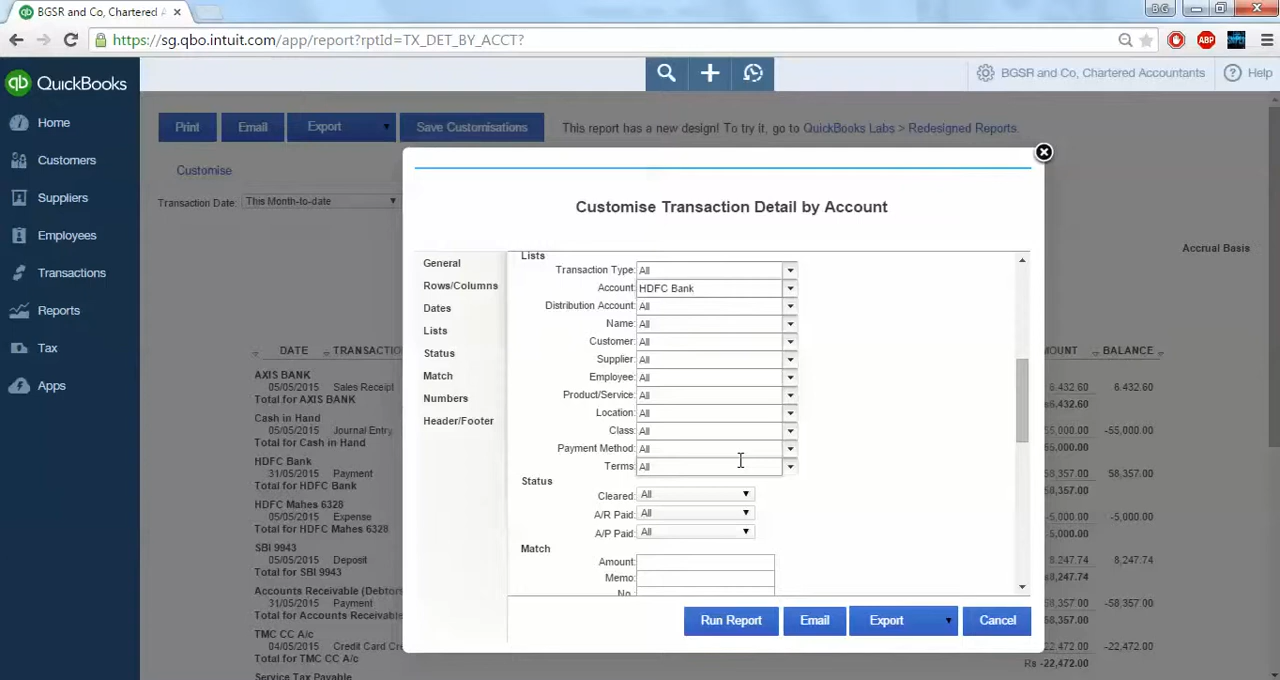 BGSR and Co, Chartered A
BG
https://sg.qbo.intuit.com/app/report?rptId=TX_DET_BY_ACCT?
ABP
qb QuickBooks
BGSR and Co, Chartered Accountants
? Help
Home
Customers
Suppliers
Employees
Transactions
Reports
Tax
Apps
Print
Email
Export
Save Customisations
This report has a new design! To try it, go to QuickBooks Labs > Redesigned Reports.
Customise
Transaction Date: This Month-to-date
Accrual Basis
DATE
BALANCE
AXIS BANK
05/05/2015 Sales Receipt
6,432.60
Total for AXIS BANK
Cash in Hand
05/05/2015 Journal Entry
-55,000.00
Total for Cash in Hand
HDFC Bank
31/05/2015 Payment
58,357.00
Total for HDFC Bank
HDFC Mahes 6328
05/05/2015 Expense
-5,000.00
Total for HDFC Mahes 6328
SBI 9943
05/05/2015 Deposit
8,247.74
Total for SBI 9943
31/05/2015 Payment
-58,357.00
TMC CC A/c
-22,472.00
Total for TMC CC A/c
Rs -22,472.00
Service Tax Payable
Customise Transaction Detail by Account
General
Rows/Columns
Dates
Lists
Status
Match
Numbers
Header/Footer
Lists
Transaction Type: All
Account: HDFC Bank
Distribution Account: All
Name: All
Customer: All
Supplier: All
Employee: All
Product/Service: All
Location: All
Class: All
Payment Method: All
Terms: All
Status
Cleared: All
A/R Paid: All
A/P Paid: All
Match
Amount:
Memo:
No.
Run Report
Email
Export
Cancel